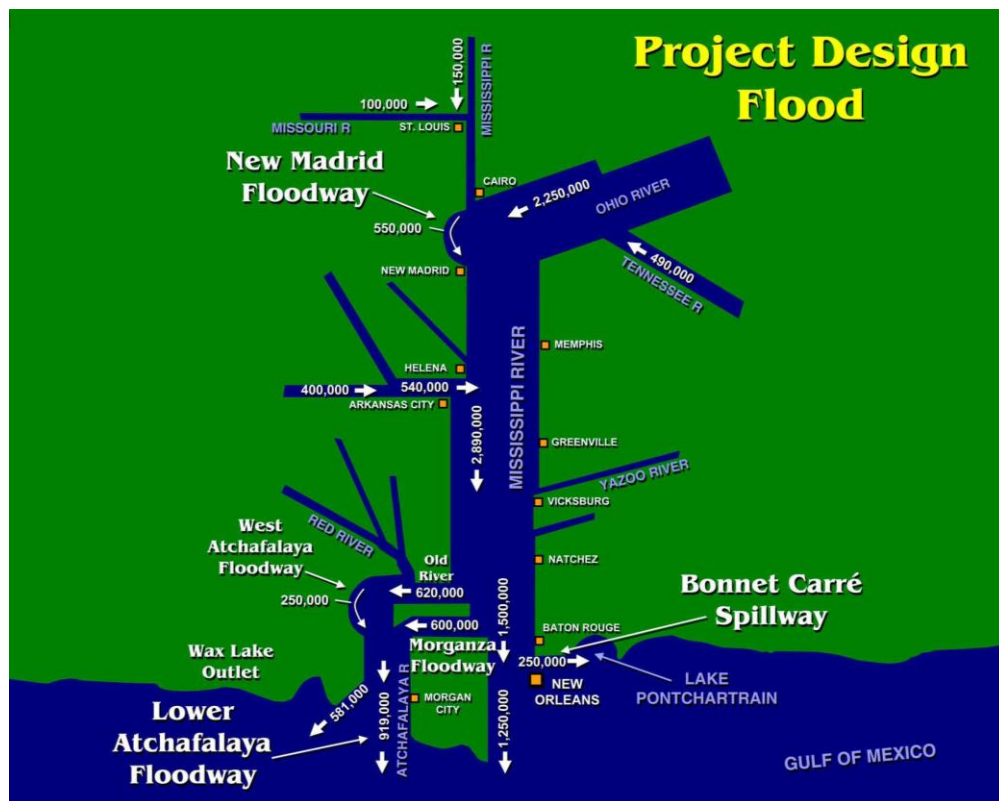 Project Design
Flood
150,000
MISSISSIPPI R
100,000
MISSOURI R
ST. LOUIS
New Madrid
Floodway
CAIRO
2,250,000
OHIO RIVER
550,000
490,000
TENNESSEE R
NEW MADRID
MEMPHIS
MISSISSIPPI RIVER
HELENA
400,000
540,000
ARKANSAS CITY
2,890,000
GREENVILLE
YAZOO RIVER
VICKSBURG
RED RIVER
West
Atchafalaya
Floodway
Old
River
NATCHEZ
250,000
620,000
1,500,000
Bonnet Carré
Spillway
600,000
BATON ROUGE
Morganza
Floodway
250,000
Wax Lake
Outlet
LAKE
PONTCHARTRAIN
NEW
ORLEANS
581,000
919,000
ATCHAFALAYA R
MORGAN
CITY
1,250,000
Lower
Atchafalaya
Floodway
GULF OF MEXICO